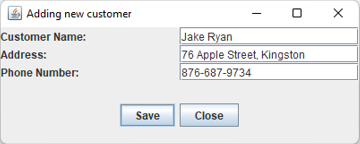 Adding new customer
Customer Name: Jake Ryan
Address: 76 Apple Street, Kingston
Phone Number: 876-687-9734
Save Close